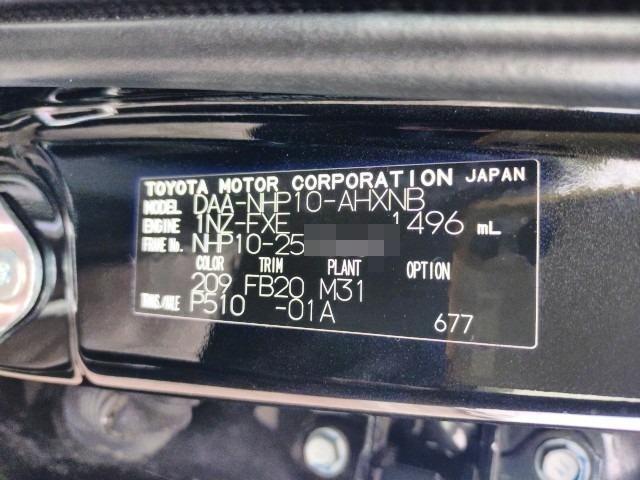 TOYOTA MOTOR CORPORATION JAPAN
MODEL DAA-NHP10-AHXNB
ENGINE 1NZ-FXE 1496 mL
FRAME No. NHP10-25
COLOR TRIM PLANT OPTION
209 FB20 M31
TRANS./AXLE P510 -01A
677